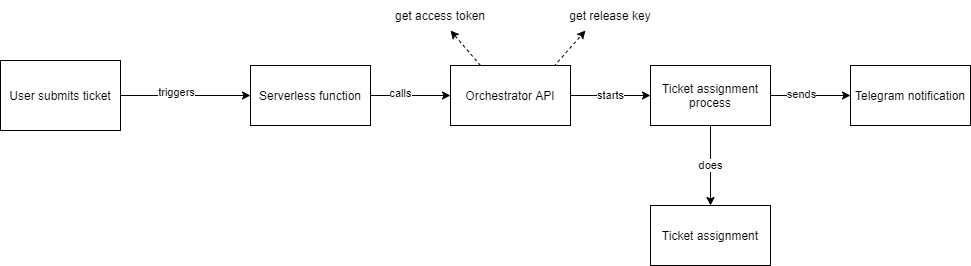 get access token
get release key
User submits ticket
triggers
Serverless function
calls
Orchestrator API
starts
Ticket assignment
process
sends
Telegram notification
does
Ticket assignment